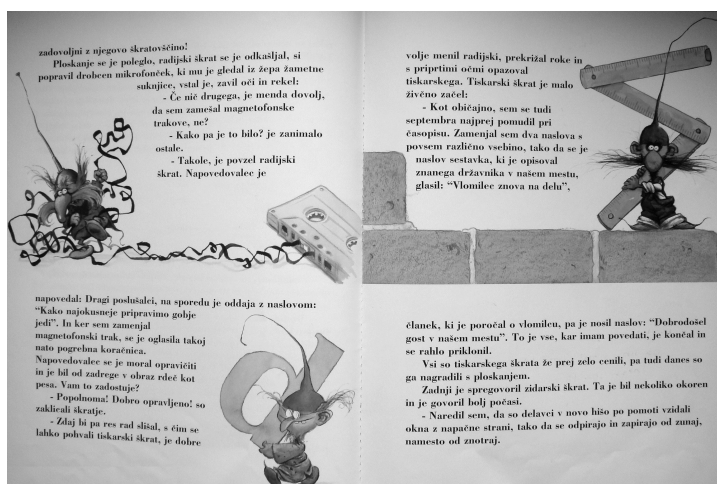 zadovoljni z njegovo škratovščino!
Ploskanje se je poleglo, radijski škrat se je odkašljal, si
popravil drobcen mikrofonček, ki mu je gledal iz žepa žametne
suknjice, vstal je, zavil oči in rekel:
- Če nič drugega, je menda dovolj,
da sem zamešal magnetofonske
trakove, ne?
- Kako pa je to bilo? je zanimalo
ostale.
- Takole, je povzel radijski
škrat. Napovedovalec je
napovedal: Dragi poslušalci, na sporedu je oddaja z naslovom:
“Kako najokusneje pripravimo gobje
jedi”. In ker sem zamenjal
magnetofonski trak, se je oglasila takoj
nato pogrebna koračnica.
Napovedovalec se je moral opravičiti
in je bil od zadrege v obraz rdeč kot
pesa. Vam to zadostuje?
- Popolnoma! Dobro opravljeno! so
zaklicali škratje.
- Zdaj bi pa res rad slišal, s čim se
lahko pohvali tiskarski škrat, je dobre
volje menil radijski, prekrižal roke in
s priprtimi očmi opazoval
tiskarskega. Tiskarski škrat je malo
živčno začel:
- Kot običajno, sem se tudi
septembra najprej pomudil pri
časopisu. Zamenjal sem dva naslova s
povsem različno vsebino, tako da se je
naslov sestavka, ki je opisoval
znanega državnika v našem mestu,
glasil: “Vlomilec znova na delu”,
članek, ki je poročal o vlomilcu, pa je nosil naslov: “Dobrodošel
gost v našem mestu”. To je vse, kar imam povedati, je končal in
se rahlo priklonil.
Vsi so tiskarskega škrata že prej zelo cenili, pa tudi danes so
ga nagradili s ploskanjem.
Zadnji je spregovoril zidarski škrat. Ta je bil nekoliko okoren
in je govoril bolj počasi.
- Naredil sem, da so delavci v novo hišo po pomoti vzidali
okna z napačne strani, tako da se odpirajo in zapirajo od zunaj,
namesto od znotraj.